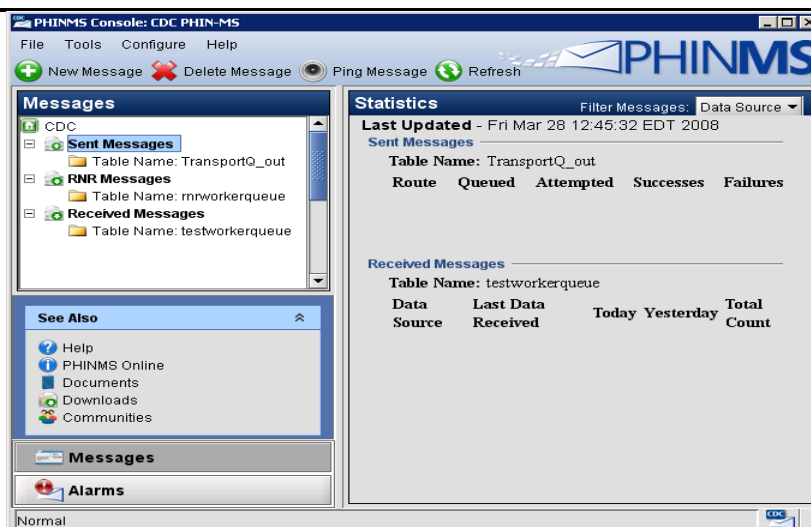 PHINMS Console: CDC PHIN-MS
File Tools Configure Help
New Message Delete Message Ping Message Refresh
PHINMS
Messages
CDC
Sent Messages
Table Name: TransportQ_out
RNR Messages
Table Name: rnrworkerqueue
Received Messages
Table Name: testworkerqueue
See Also
Help
PHINMS Online
Documents
Downloads
Communities
Messages
Alarms
Statistics Filter Messages: Data Source
Last Updated - Fri Mar 28 12:45:32 EDT 2008
Sent Messages
Table Name: TransportQ_out
Route Queued Attempted Successes Failures
Received Messages
Table Name: testworkerqueue
Data Source Last Data Received Today Yesterday Total Count
Normal
CDC